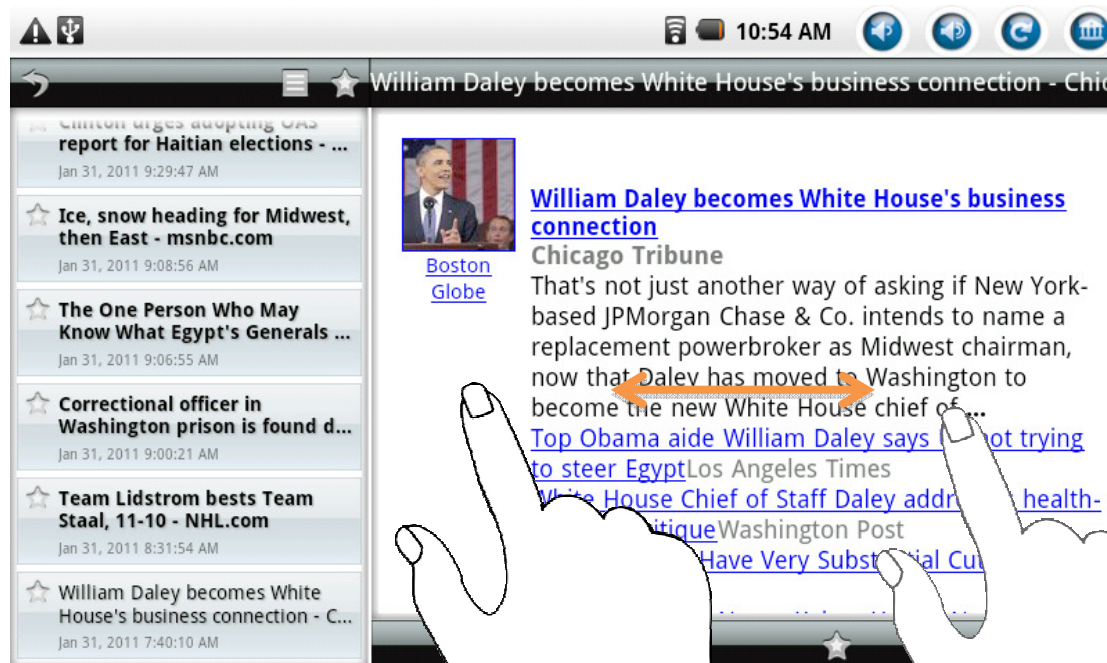 10:54 AM
William Daley becomes White House's business connection - Chic
Clinton urges adopting OAS
report for Haitian elections - ...
Jan 31, 2011 9:29:47 AM
Ice, snow heading for Midwest,
then East - msnbc.com
Jan 31, 2011 9:08:56 AM
The One Person Who May
Know What Egypt's Generals ...
Jan 31, 2011 9:06:55 AM
Correctional officer in
Washington prison is found d...
Jan 31, 2011 9:00:21 AM
Team Lidstrom bests Team
Staal, 11-10 - NHL.com
Jan 31, 2011 8:31:54 AM
William Daley becomes White
House's business connection - C...
Jan 31, 2011 7:40:10 AM
Boston
Globe
William Daley becomes White House's business
connection
Chicago Tribune
That's not just another way of asking if New York-
based JPMorgan Chase & Co. intends to name a
replacement powerbroker as Midwest chairman,
now that Daley has moved to Washington to
become the new White House chief of ...
Top Obama aide William Daley says not trying
to steer Egypt Los Angeles Times
White House Chief of Staff Daley health-
Washington Post
Have Very Substantial